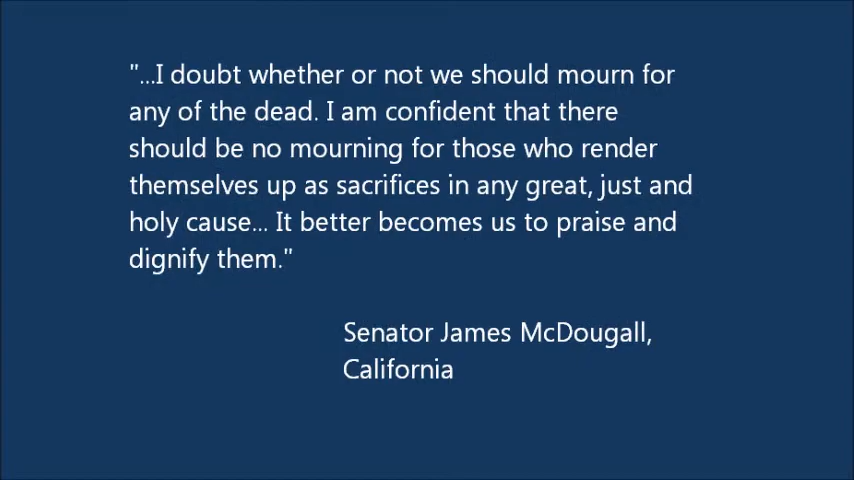 "...I doubt whether or not we should mourn for
any of the dead. I am confident that there
should be no mourning for those who render
themselves up as sacrifices in any great, just and
holy cause... It better becomes us to praise and
dignify them."
Senator James McDougall,
California